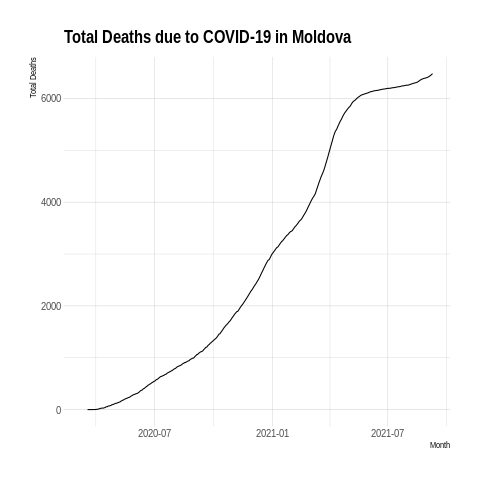 Total Deaths due to COVID-19 in Moldova
Total Deaths
6000
4000
2000
0
2020-07
2021-01
2021-07
Month